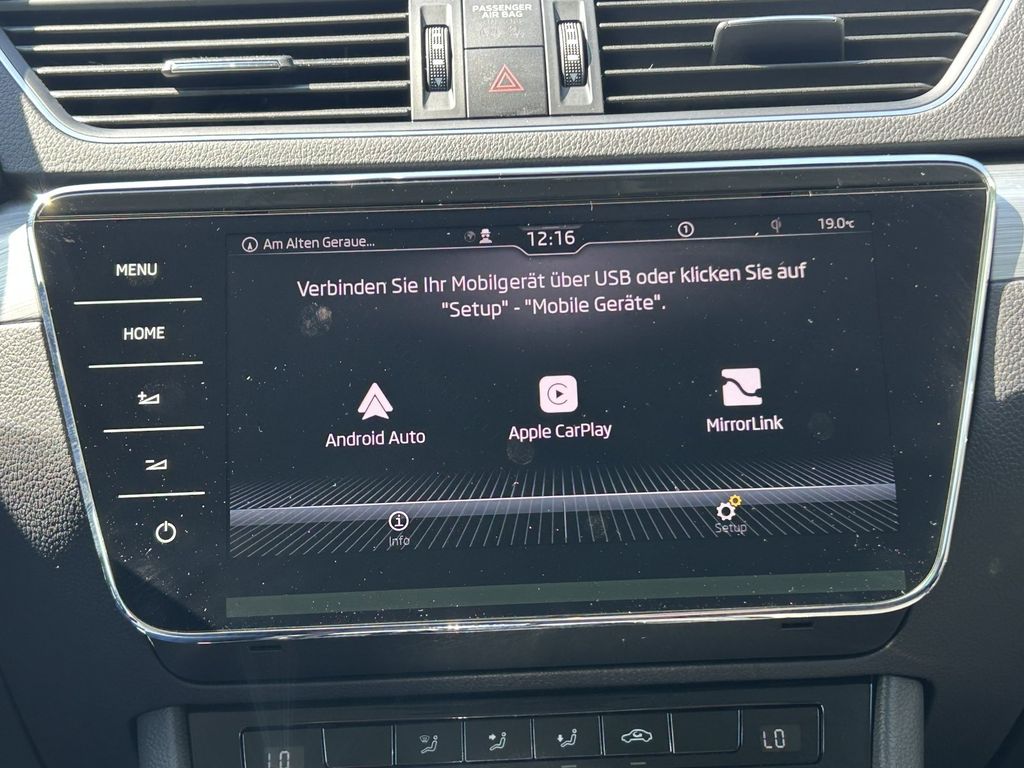 PASSENGER
AIR BAG
Am Alten Geraue... 12:16 1 19.0°c
MENU
HOME
Verbinden Sie Ihr Mobilgerät über USB oder klicken Sie auf
"Setup" - "Mobile Geräte".
Android Auto Apple CarPlay MirrorLink
Info Setup
LO LO